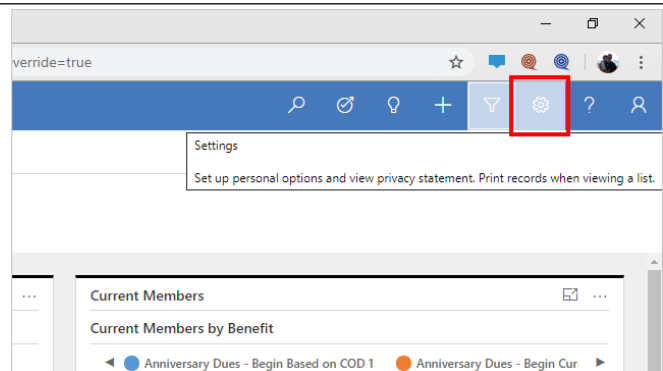 verride=true
Settings
Set up personal options and view privacy statement. Print records when viewing a list.
Current Members
Current Members by Benefit
Anniversary Dues - Begin Based on COD 1 Anniversary Dues - Begin Cur